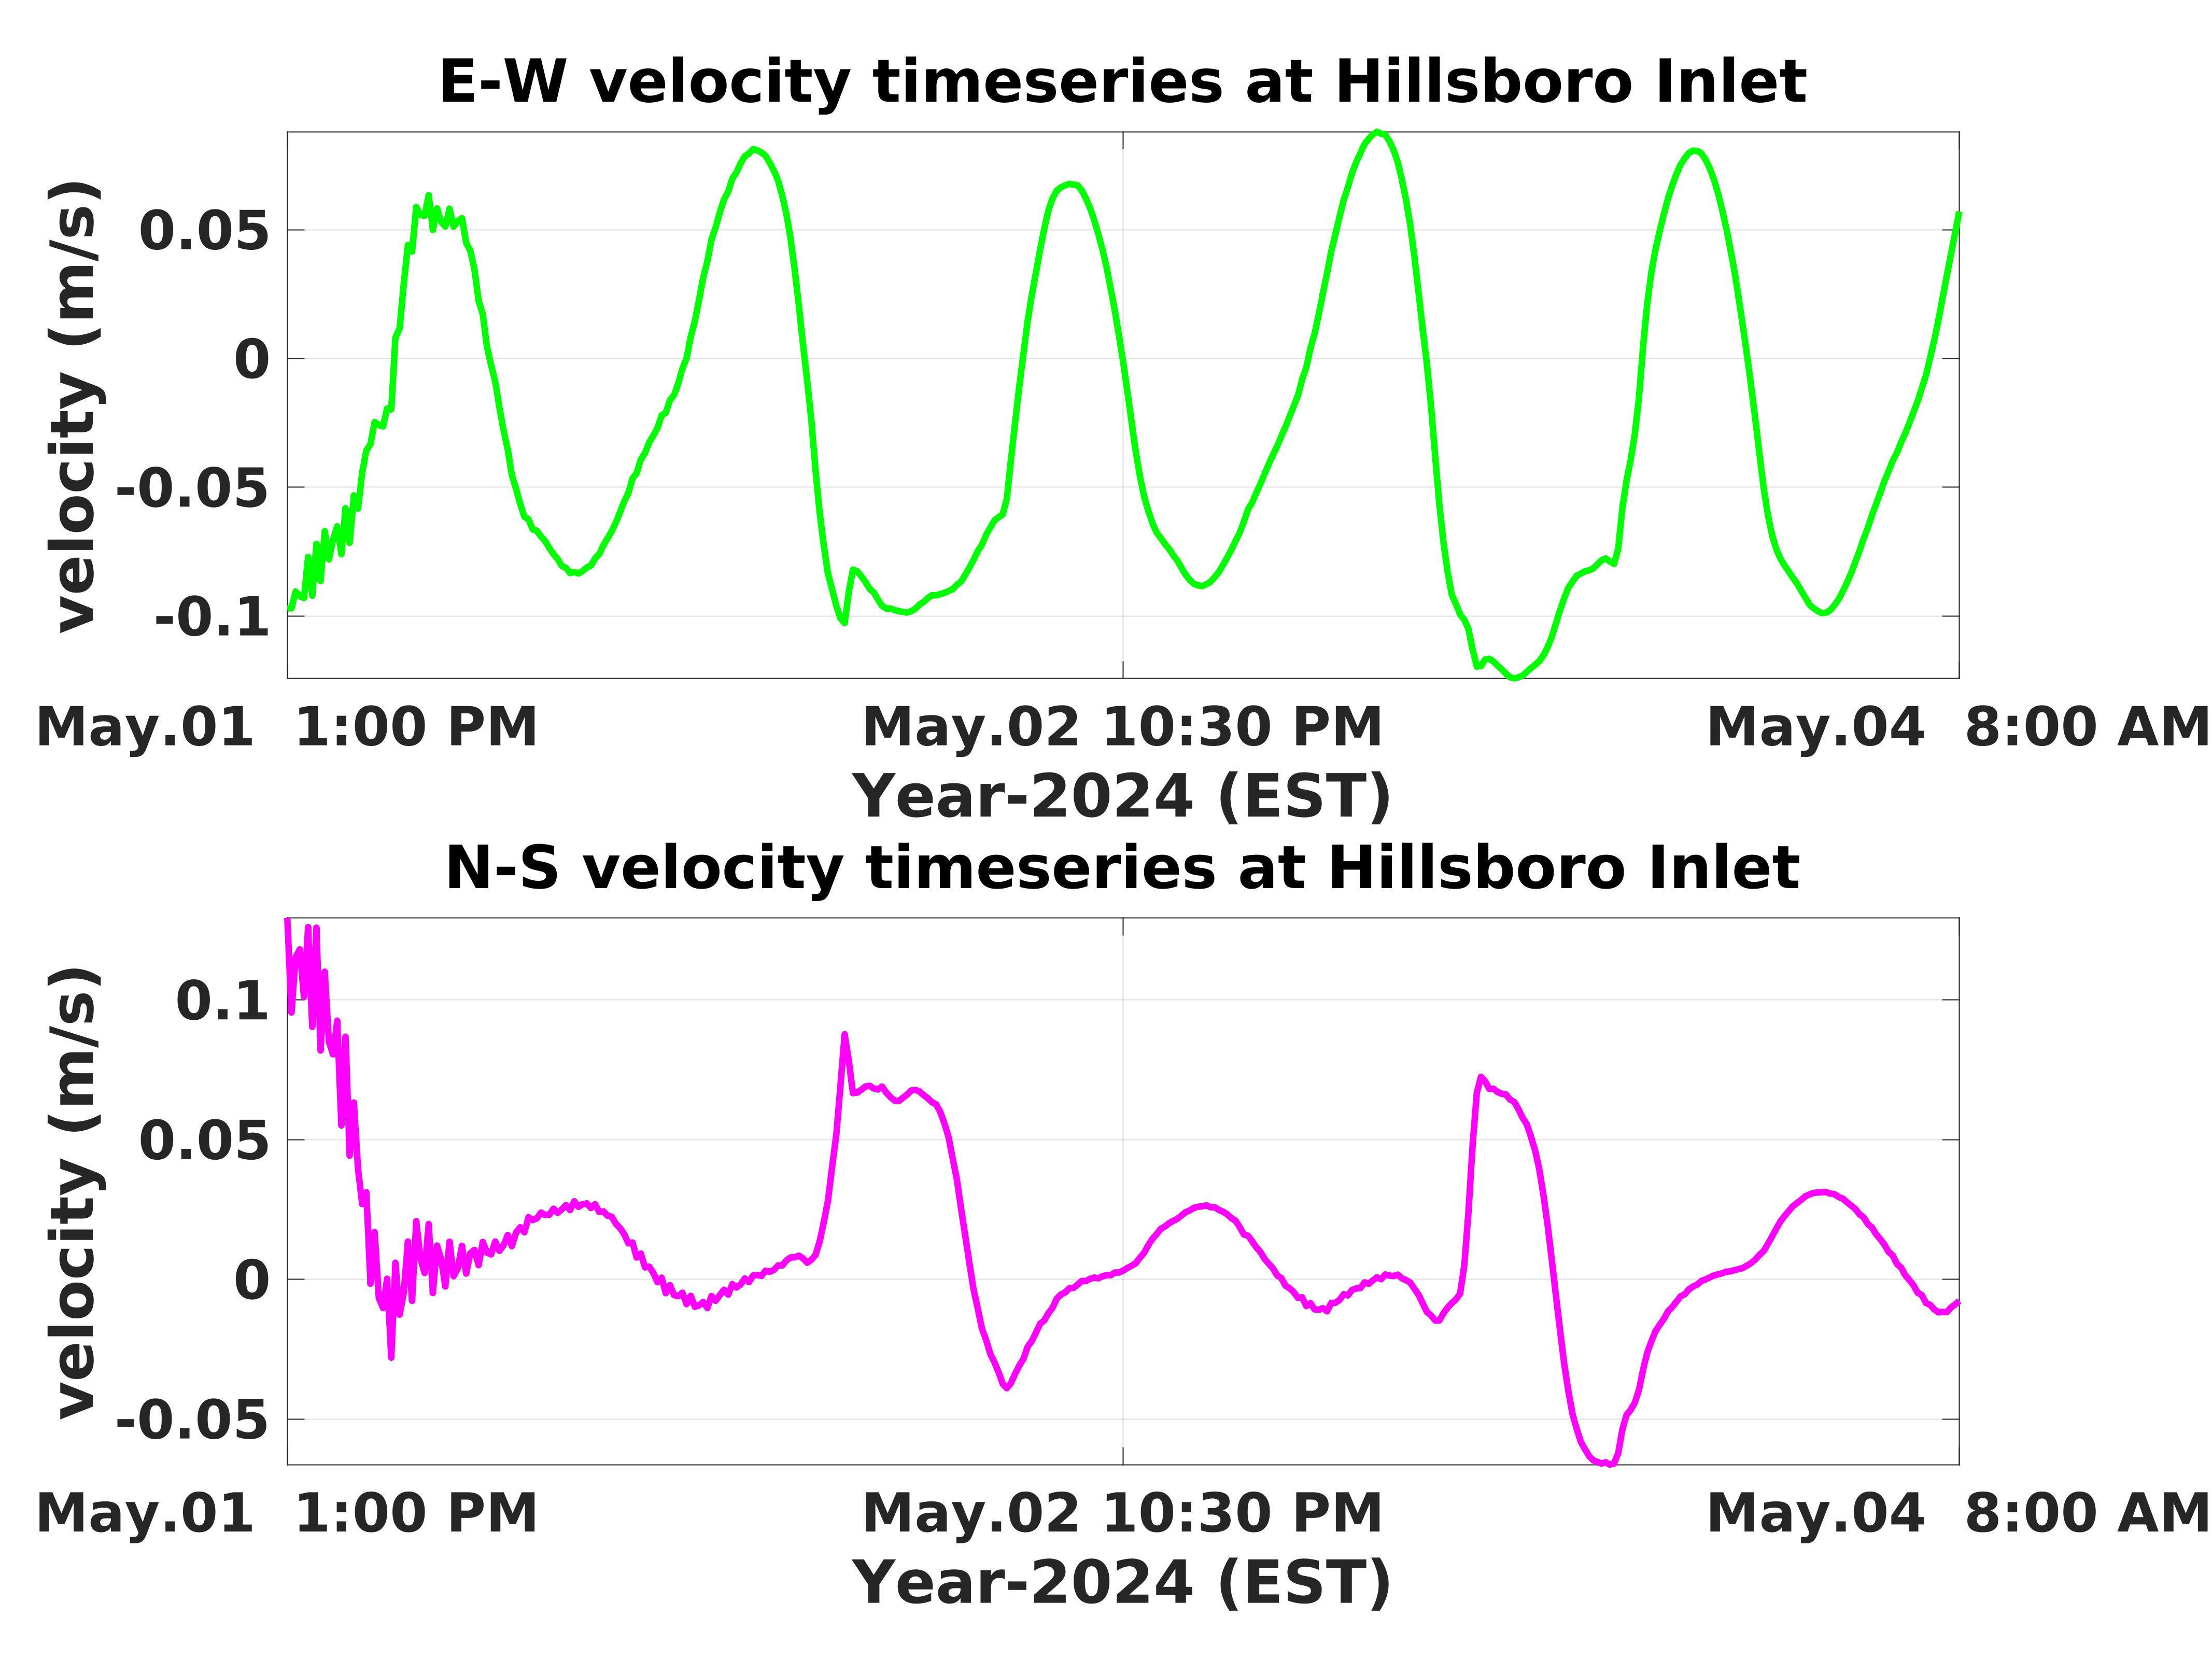 E-W velocity timeseries at Hillsboro Inlet
velocity (m/s)
0.05
0
-0.05
-0.1
May.01  1:00 PM
May.02 10:30 PM
May.04  8:00 AM
Year-2024 (EST)
N-S velocity timeseries at Hillsboro Inlet
velocity (m/s)
0.1
0.05
0
-0.05
May.01  1:00 PM
May.02 10:30 PM
May.04  8:00 AM
Year-2024 (EST)